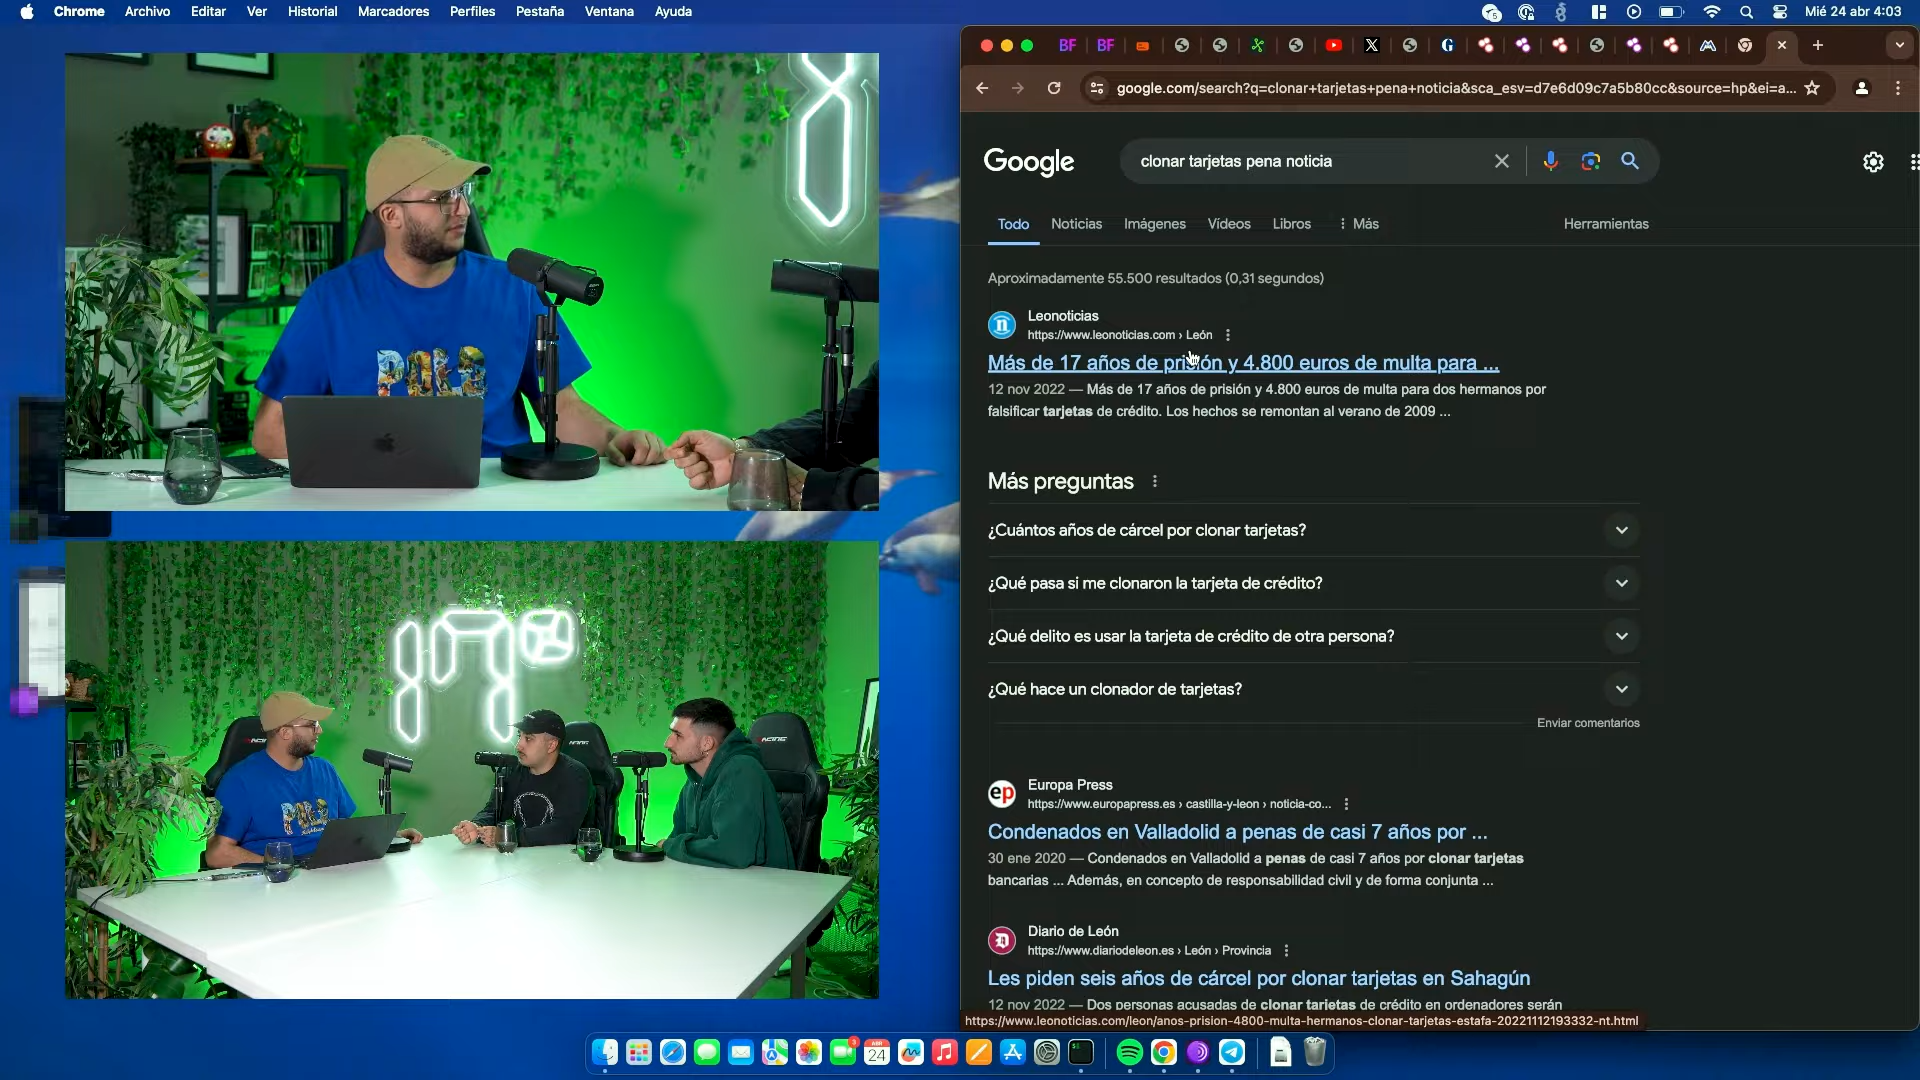 Chrome Archivo Editar Ver Historial Marcadores Perfiles Pestaña Ventana Ayuda
Mié 24 abr 4:03
google.com/search?q=clonar+tarjetas+pena+noticia&sca_esv=d7e6d09c7a5b80cc&source=hp&ei=a...
Google
clonar tarjetas pena noticia
Todo Noticias Imágenes Vídeos Libros Más Herramientas
Aproximadamente 55.500 resultados (0,31 segundos)
Leonoticias
https://www.leonoticias.com › León
Más de 17 años de prisión y 4.800 euros de multa para ...
12 nov 2022 — Más de 17 años de prisión y 4.800 euros de multa para dos hermanos por
falsificar tarjetas de crédito. Los hechos se remontan al verano de 2009 ...
Más preguntas
¿Cuántos años de cárcel por clonar tarjetas?
¿Qué pasa si me clonaron la tarjeta de crédito?
¿Qué delito es usar la tarjeta de crédito de otra persona?
¿Qué hace un clonador de tarjetas?
Enviar comentarios
Europa Press
https://www.europapress.es › castilla-y-leon › noticia-co...
Condenados en Valladolid a penas de casi 7 años por ...
30 ene 2020 — Condenados en Valladolid a penas de casi 7 años por clonar tarjetas
bancarias ... Además, en concepto de responsabilidad civil y de forma conjunta ...
Diario de León
https://www.diariodeleon.es › León › Provincia
Les piden seis años de cárcel por clonar tarjetas en Sahagún
12 nov 2022 — Dos personas acusadas de clonar tarjetas de crédito en ordenadores serán
https://www.leonoticias.com/leon/anos-prision-4800-multa-hermanos-clonar-tarjetas-estafa-20221112193332-nt.html